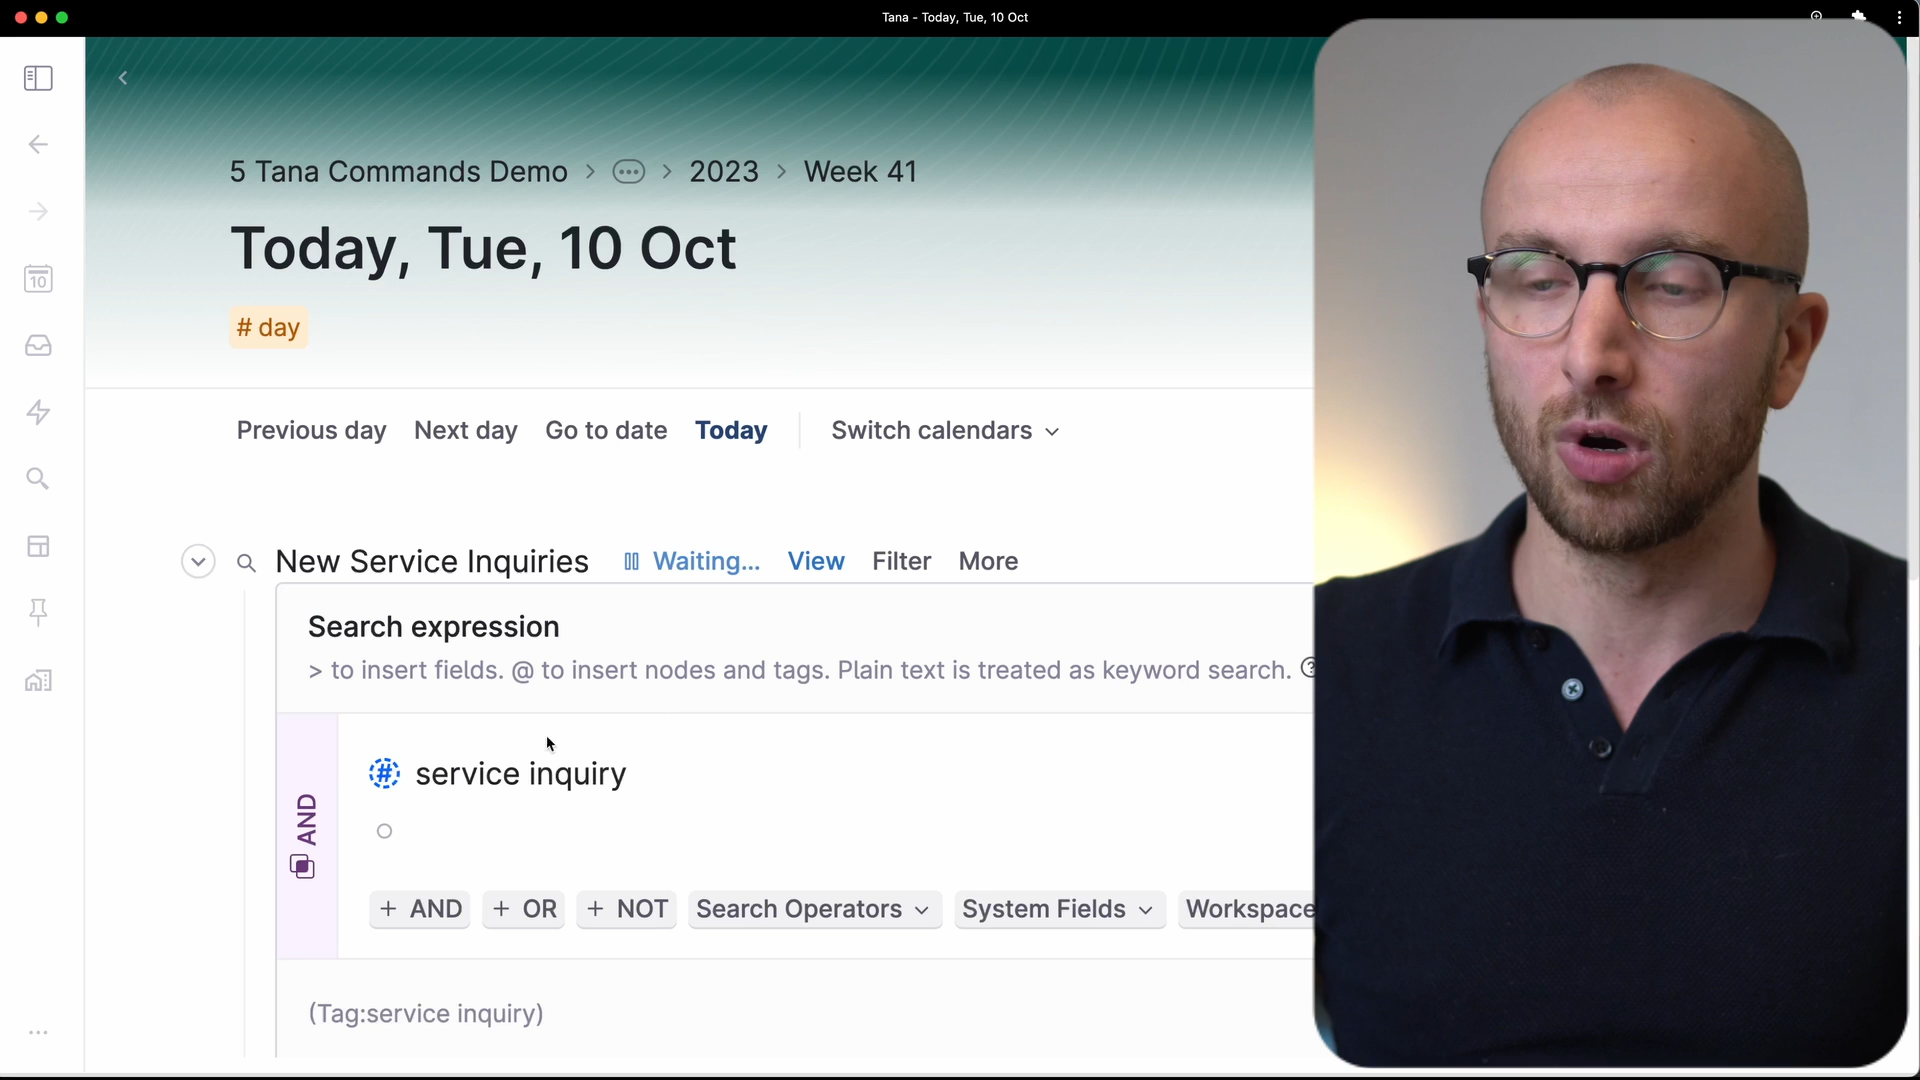 Tana - Today, Tue, 10 Oct
5 Tana Commands Demo > ... > 2023 > Week 41
Today, Tue, 10 Oct
# day
Previous day Next day Go to date Today Switch calendars
10
New Service Inquiries Waiting... View Filter More
Search expression
> to insert fields. @ to insert nodes and tags. Plain text is treated as keyword search. ?
AND
# service inquiry
+ AND + OR + NOT Search Operators System Fields Workspace
(Tag:service inquiry)